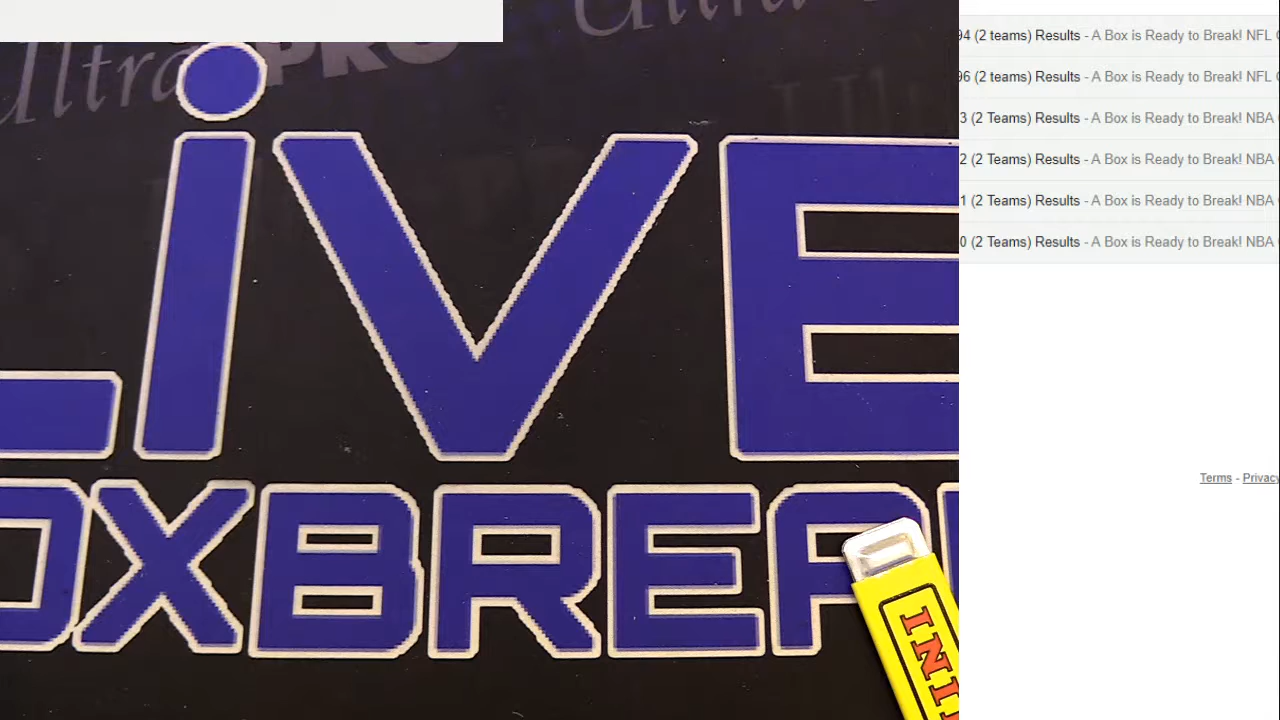 Ultra PRO
Ultra
LIVE
OXBREA
INI
94 (2 teams) Results - A Box is Ready to Break! NFL
96 (2 teams) Results - A Box is Ready to Break! NFL
3 (2 Teams) Results - A Box is Ready to Break! NBA
2 (2 Teams) Results - A Box is Ready to Break! NBA
1 (2 Teams) Results - A Box is Ready to Break! NBA
0 (2 Teams) Results - A Box is Ready to Break! NBA
Terms - Privacy